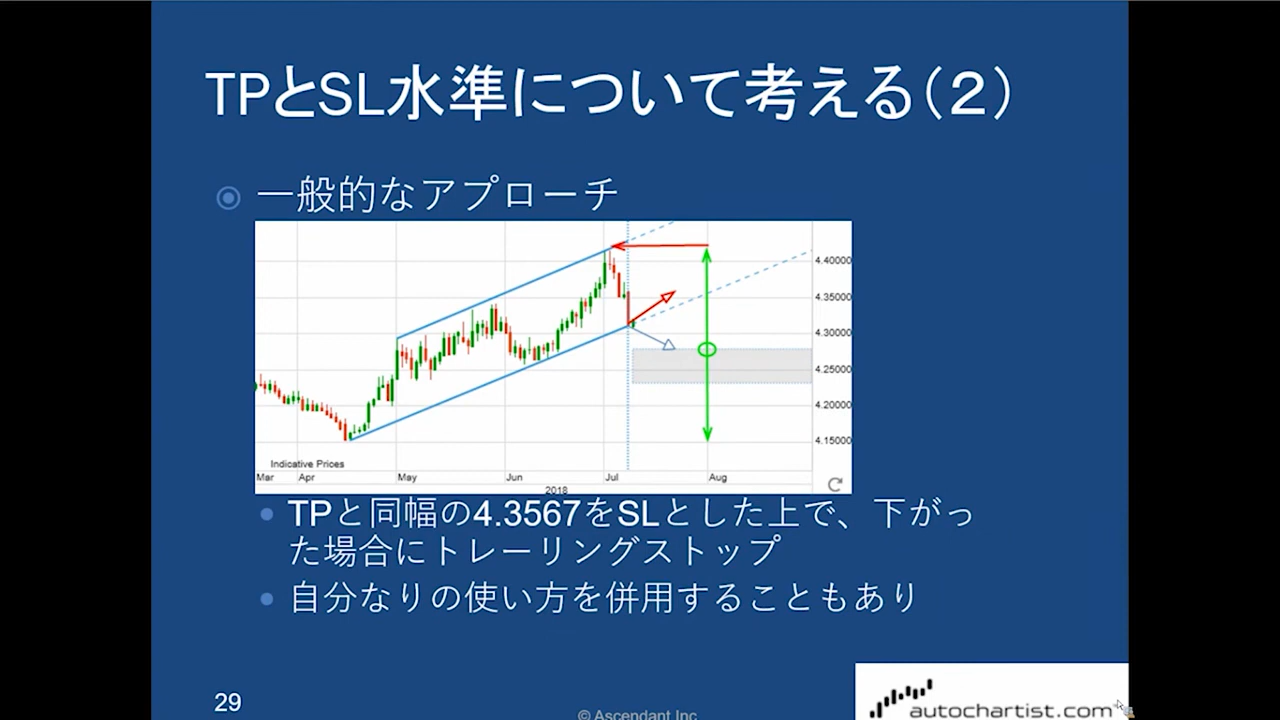 TPとSL水準について考える（２）
一般的なアプローチ
4.40000
4.35000
4.30000
4.25000
4.20000
4.15000
Indicative Prices
Mar Apr May Jun Jul Aug
2018
TPと同幅の4.3567をSLとした上で、下がっ
た場合にトレーリングストップ
自分なりの使い方を併用することもあり
29
© Ascendant Inc
autochartist.com